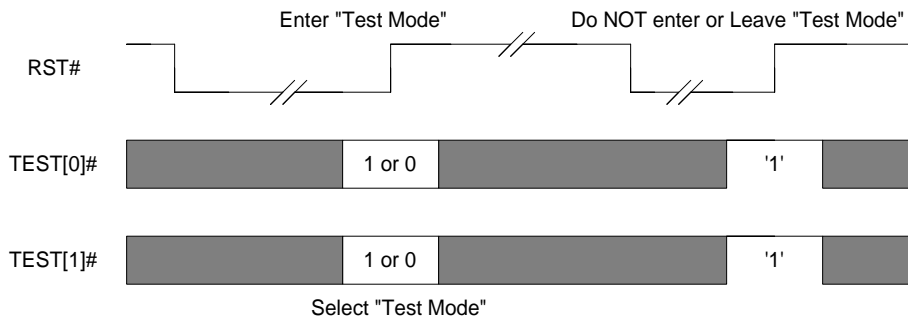 Enter "Test Mode" Do NOT enter or Leave "Test Mode"
RST#
TEST[0]# 1 or 0 '1'
TEST[1]# 1 or 0 '1'
Select "Test Mode"